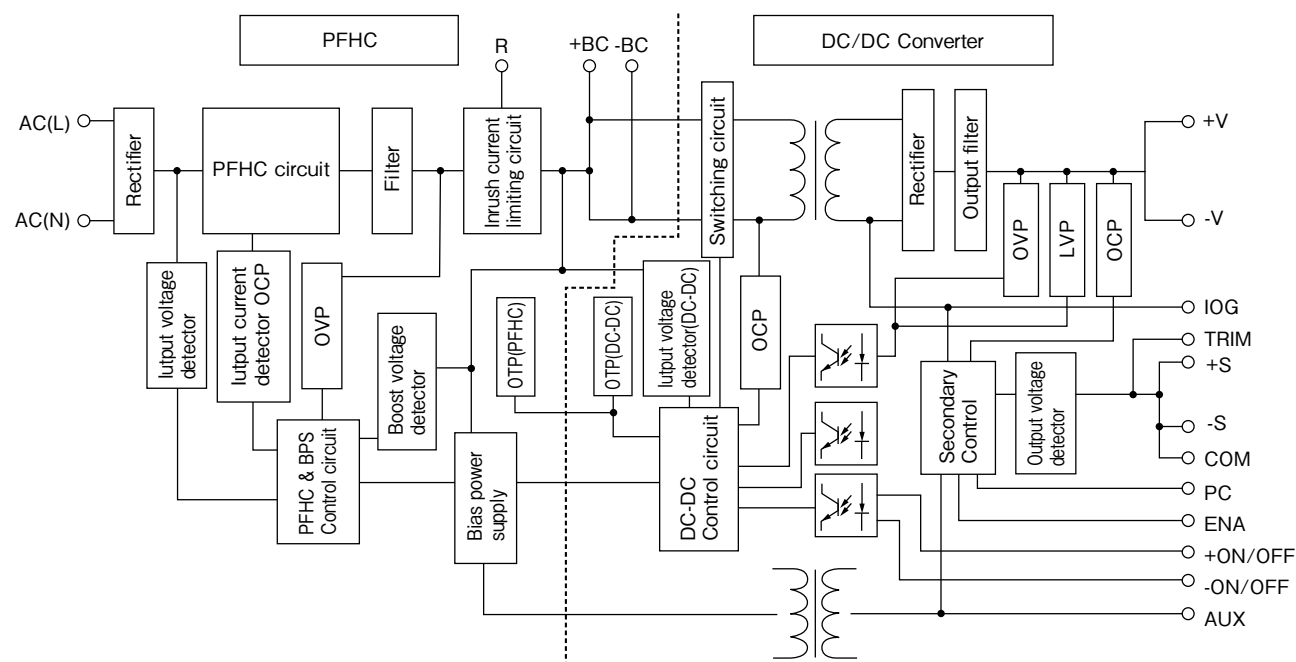 PFHC
DC/DC Converter
R
+BC -BC
AC(L)
AC(N)
Rectifier
PFHC circuit
Filter
Inrush current
limiting circuit
Switching circuit
Rectifier
Output filter
+V
-V
OVP
LVP
OCP
Iutput voltage
detector
Iutput current
detector OCP
OVP
Boost voltage
detector
OTP(PFHC)
OTP(DC-DC)
Iutput voltage
detector(DC-DC)
OCP
IOG
TRIM
+S
-S
COM
PC
ENA
+ON/OFF
-ON/OFF
AUX
PFHC & BPS
Control circuit
Bias power
supply
DC-DC
Control circuit
Secondary
Control
Output voltage
detector